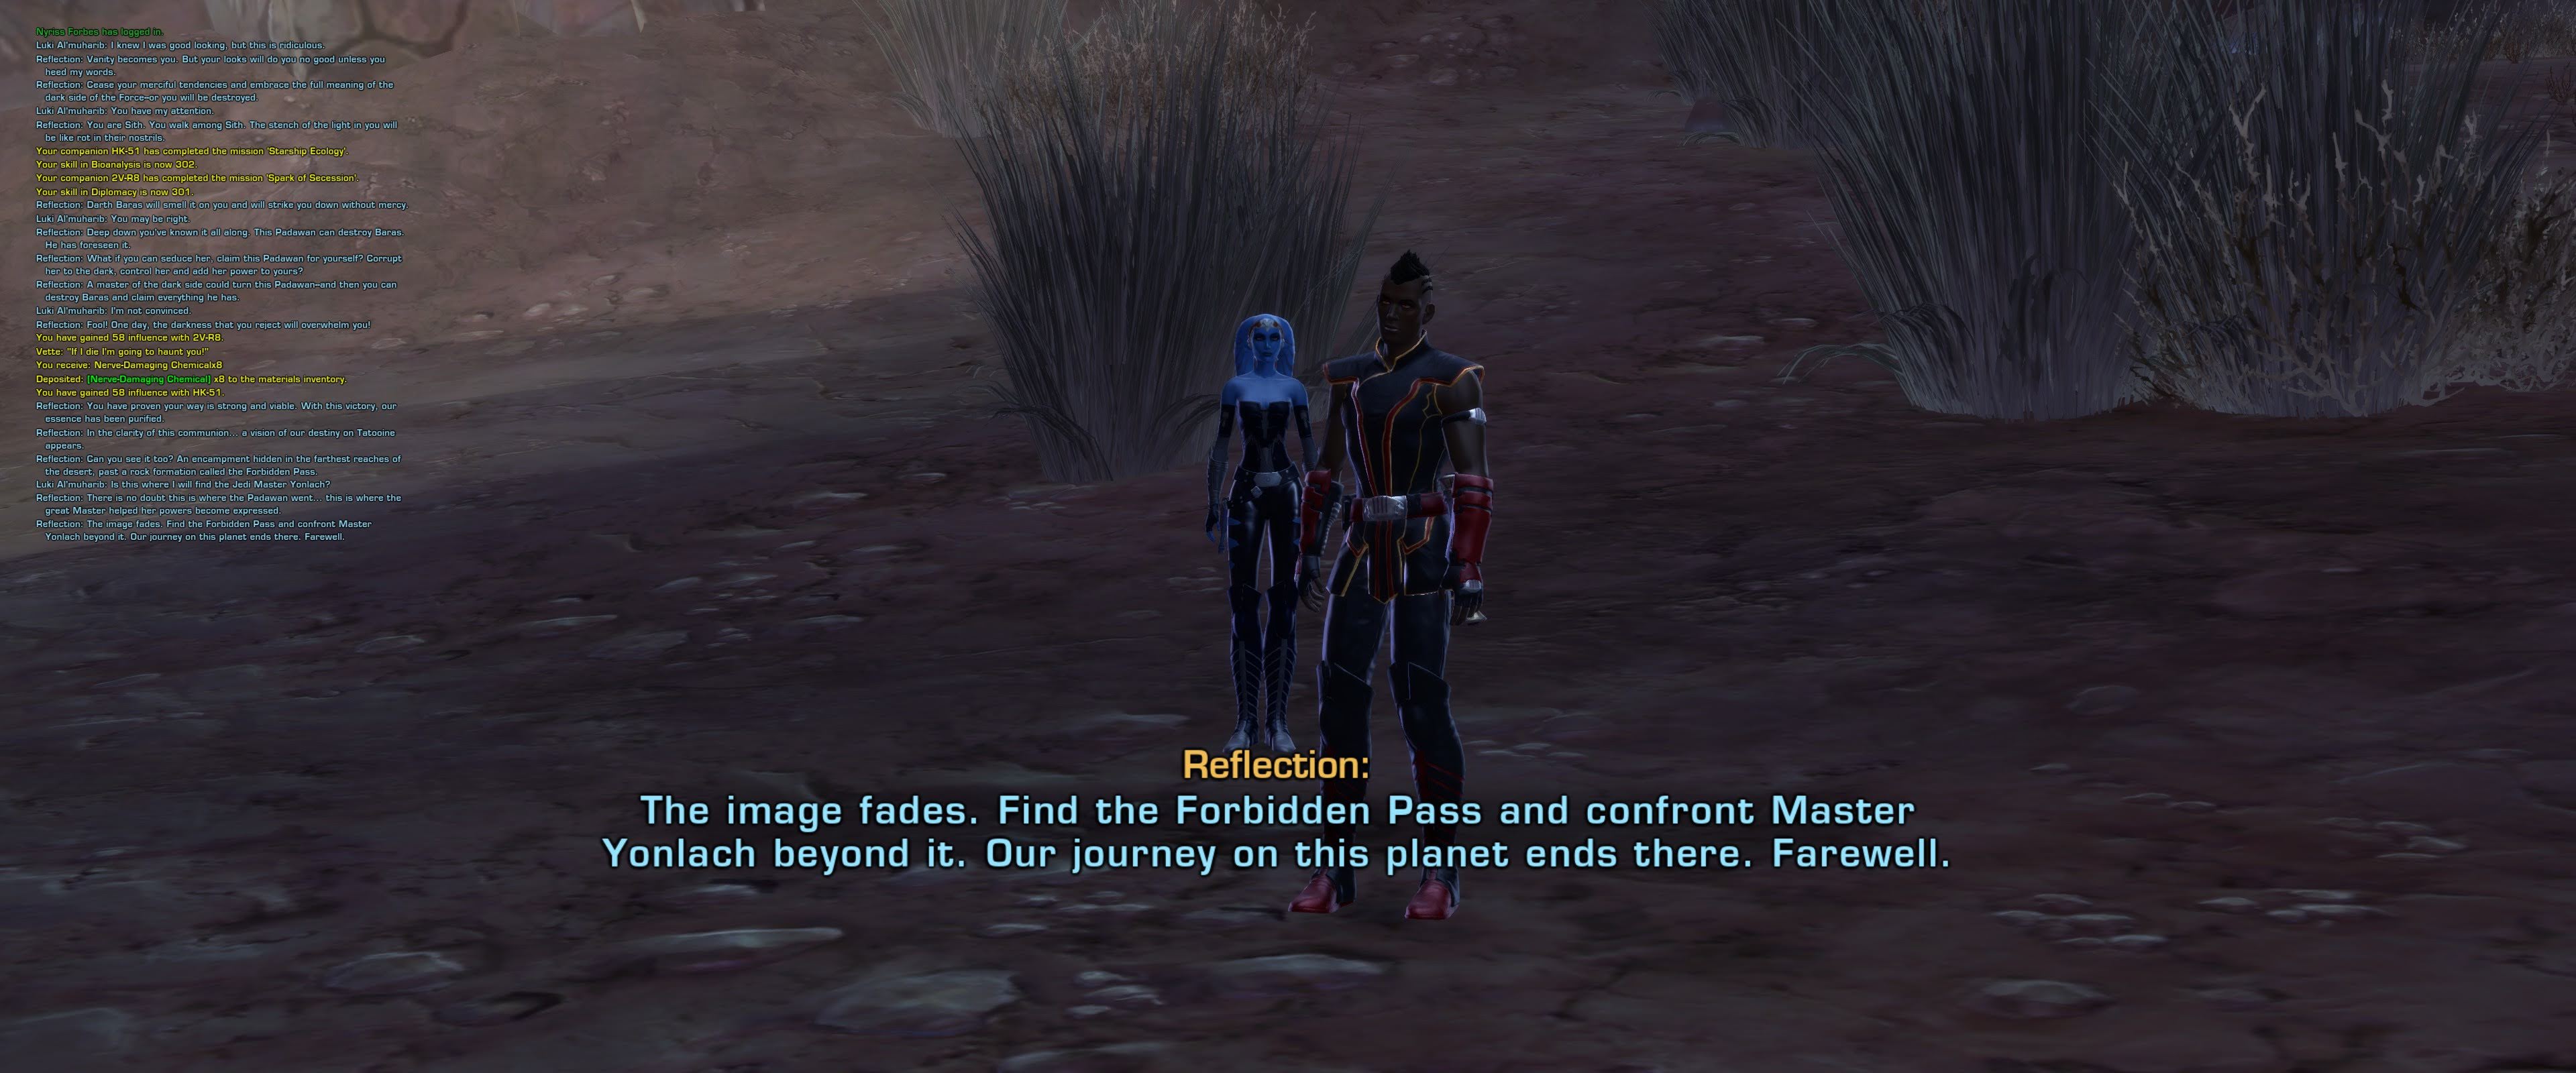 Nyriss Forbes has logged in.
Luki Al'muharib: I knew I was good looking, but this is ridiculous.
Reflection: Vanity becomes you. But your looks will do you no good unless you
heed my words.
Reflection: Cease your merciful tendencies and embrace the full meaning of the
dark side of the Force–or you will be destroyed.
Luki Al'muharib: You have my attention.
Reflection: You are Sith. You walk among Sith. The stench of the light in you will
be like rot in their nostrils.
Your companion HK-51 has completed the mission 'Starship Ecology'.
Your skill in Bioanalysis is now 302.
Your companion 2V-R8 has completed the mission 'Spark of Secession'.
Your skill in Diplomacy is now 301.
Reflection: Darth Baras will smell it on you and will strike you down without mercy.
Luki Al'muharib: You may be right.
Reflection: Deep down you've known it all along. This Padawan can destroy Baras.
He has foreseen it.
Reflection: What if you can seduce her, claim this Padawan for yourself? Corrupt
her to the dark, control her and add her power to yours?
Reflection: A master of the dark side could turn this Padawan–and then you can
destroy Baras and claim everything he has.
Luki Al'muharib: I'm not convinced.
Reflection: Fool! One day, the darkness that you reject will overwhelm you!
You have gained 58 influence with 2V-R8.
Vette: "If I die I'm going to haunt you!"
You receive: Nerve-Damaging Chemicalx8
Deposited: [Nerve-Damaging Chemical] x8 to the materials inventory.
You have gained 58 influence with HK-51.
Reflection: You have proven your way is strong and viable. With this victory, our
essence has been purified.
Reflection: In the clarity of this communion... a vision of our destiny on Tatooine
appears.
Reflection: Can you see it too? An encampment hidden in the farthest reaches of
the desert, past a rock formation called the Forbidden Pass.
Luki Al'muharib: Is this where I will find the Jedi Master Yonlach?
Reflection: There is no doubt this is where the Padawan went... this is where the
great Master helped her powers become expressed.
Reflection: The image fades. Find the Forbidden Pass and confront Master
Yonlach beyond it. Our journey on this planet ends there. Farewell.
Reflection:
The image fades. Find the Forbidden Pass and confront Master
Yonlach beyond it. Our journey on this planet ends there. Farewell.